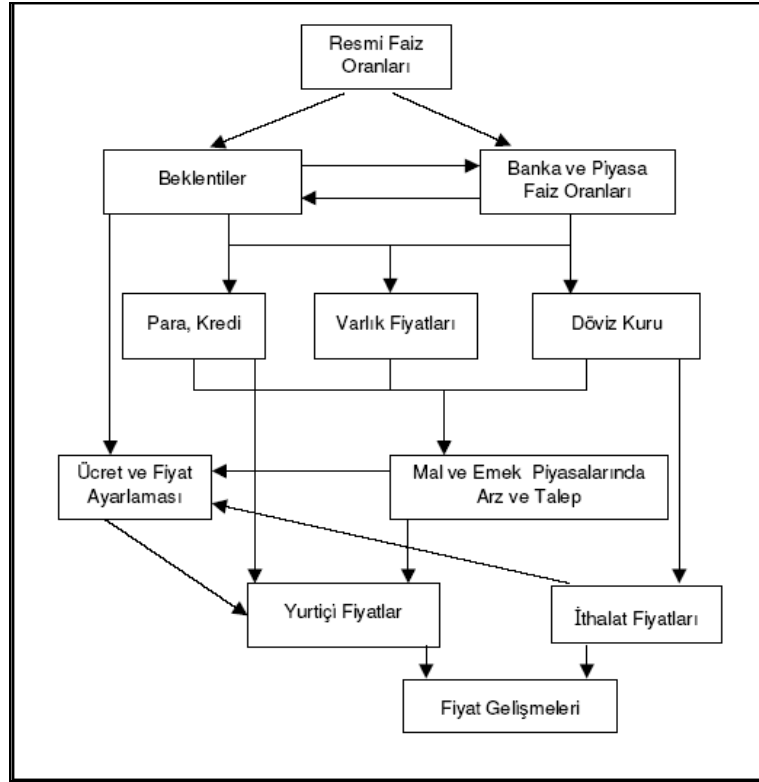 Resmi Faiz
Oranları
Beklentiler
Banka ve Piyasa
Faiz Oranları
Para, Kredi
Varlık Fiyatları
Döviz Kuru
Ücret ve Fiyat
Ayarlaması
Mal ve Emek Piyasalarında
Arz ve Talep
Yurtiçi Fiyatlar
İthalat Fiyatları
Fiyat Gelişmeleri